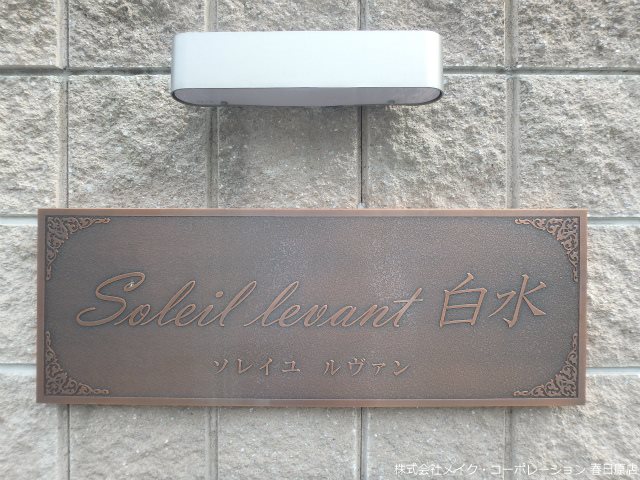 Soleil levant 白水
ソレイユ ルヴァン
株式会社メイク・コーポレーション 春日原店